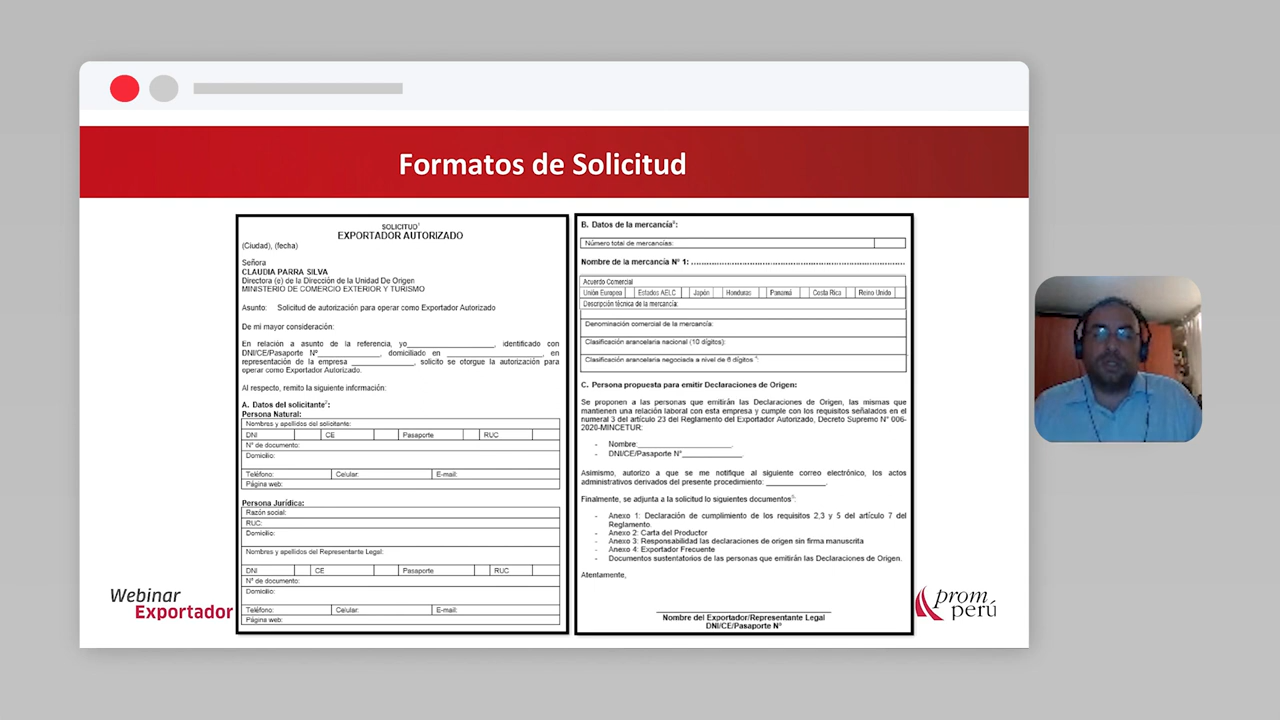 Formatos de Solicitud
SOLICITUD¹
EXPORTADOR AUTORIZADO
(Ciudad), (fecha)
Señora
CLAUDIA PARRA SILVA
Directora (e) de la Dirección de la Unidad De Origen
MINISTERIO DE COMERCIO EXTERIOR Y TURISMO
Asunto: Solicitud de autorización para operar como Exportador Autorizado
De mi mayor consideración:
En relación a asunto de la referencia, yo____________________, identificado con
DNI/CE/Pasaporte Nº______________, domiciliado en ______________________, en
representación de la empresa ______________, solicito se otorgue la autorización para
operar como Exportador Autorizado.
Al respecto, remito la siguiente información:
A. Datos del solicitante²:
Persona Natural:
Nombres y apellidos del solicitante:
DNI CE Pasaporte RUC
N° de documento:
Domicilio:
Teléfono: Celular: E-mail:
Página web:
Persona Jurídica:
Razón social:
RUC:
Domicilio:
Nombres y apellidos del Representante Legal:
DNI CE Pasaporte RUC
N° de documento:
Domicilio:
Teléfono: Celular: E-mail:
Página web:
B. Datos de la mercancía:
Número total de mercancías:
Nombre de la mercancía N° 1: ......................................................
Acuerdo Comercial
Unión Europea Estados AELC Japón Honduras Panamá Costa Rica Reino Unido
Descripción técnica de la mercancía:
Denominación comercial de la mercancía:
Clasificación arancelaria nacional (10 dígitos):
Clasificación arancelaria negociada a nivel de 6 dígitos :
C. Persona propuesta para emitir Declaraciones de Origen:
Se proponen a las personas que emitirán las Declaraciones de Origen, las mismas que
mantienen una relación laboral con esta empresa y cumple con los requisitos señalados en el
numeral 3 del artículo 23 del Reglamento del Exportador Autorizado, Decreto Supremo N° 006-
2020-MINCETUR:
- Nombre:_____________________.
- DNI/CE/Pasaporte N°_____________.
Asimismo, autorizo a que se me notifique al siguiente correo electrónico, los actos
administrativos derivados del presente procedimiento: _____________.
Finalmente, se adjunta a la solicitud lo siguientes documentos:
- Anexo 1: Declaración de cumplimiento de los requisitos 2,3 y 5 del artículo 7 del
Reglamento.
- Anexo 2: Carta del Productor
- Anexo 3: Responsabilidad las declaraciones de origen sin firma manuscrita
- Anexo 4: Exportador Frecuente
- Documentos sustentatorios de las personas que emitirán las Declaraciones de Origen.
Atentamente,
Nombre del Exportador/Representante Legal
DNI/CE/Pasaporte Nº
Webinar
Exportador
prom
perú